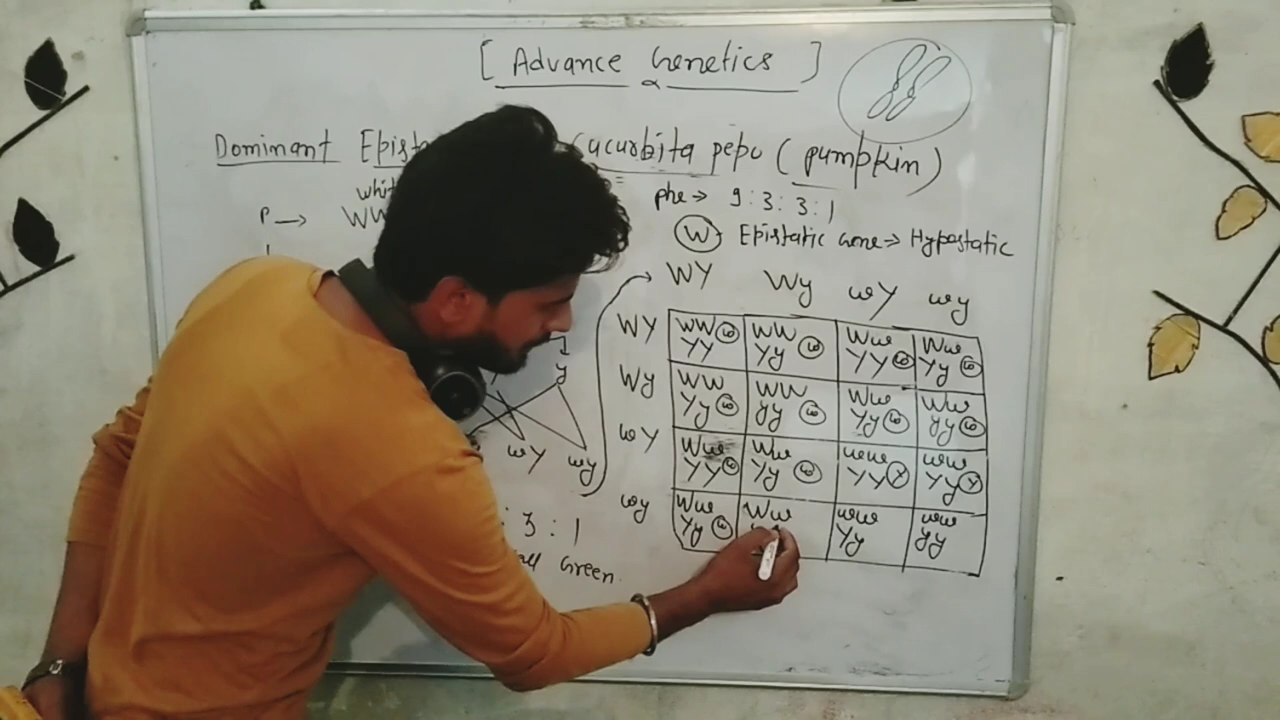 [ Advance Genetics ]
Dominant Epist Cucurbita pepo ( pumpkin )
whit
P → WW
phe → 9 : 3 : 3 : 1
W Epistatic Gene ⇒ Hypostatic
WY Wy wY wy
WY WW YY w WW Yy w Ww YY w Ww Yy w
Wy WW Yy w WW yy w Ww Yy w Ww yy w
wY Ww YY w Ww Yy w ww YY Y ww Yy Y
wy Ww Yy w Ww ww Yy ww yy
y
wY wy
: 3 : 1
Green